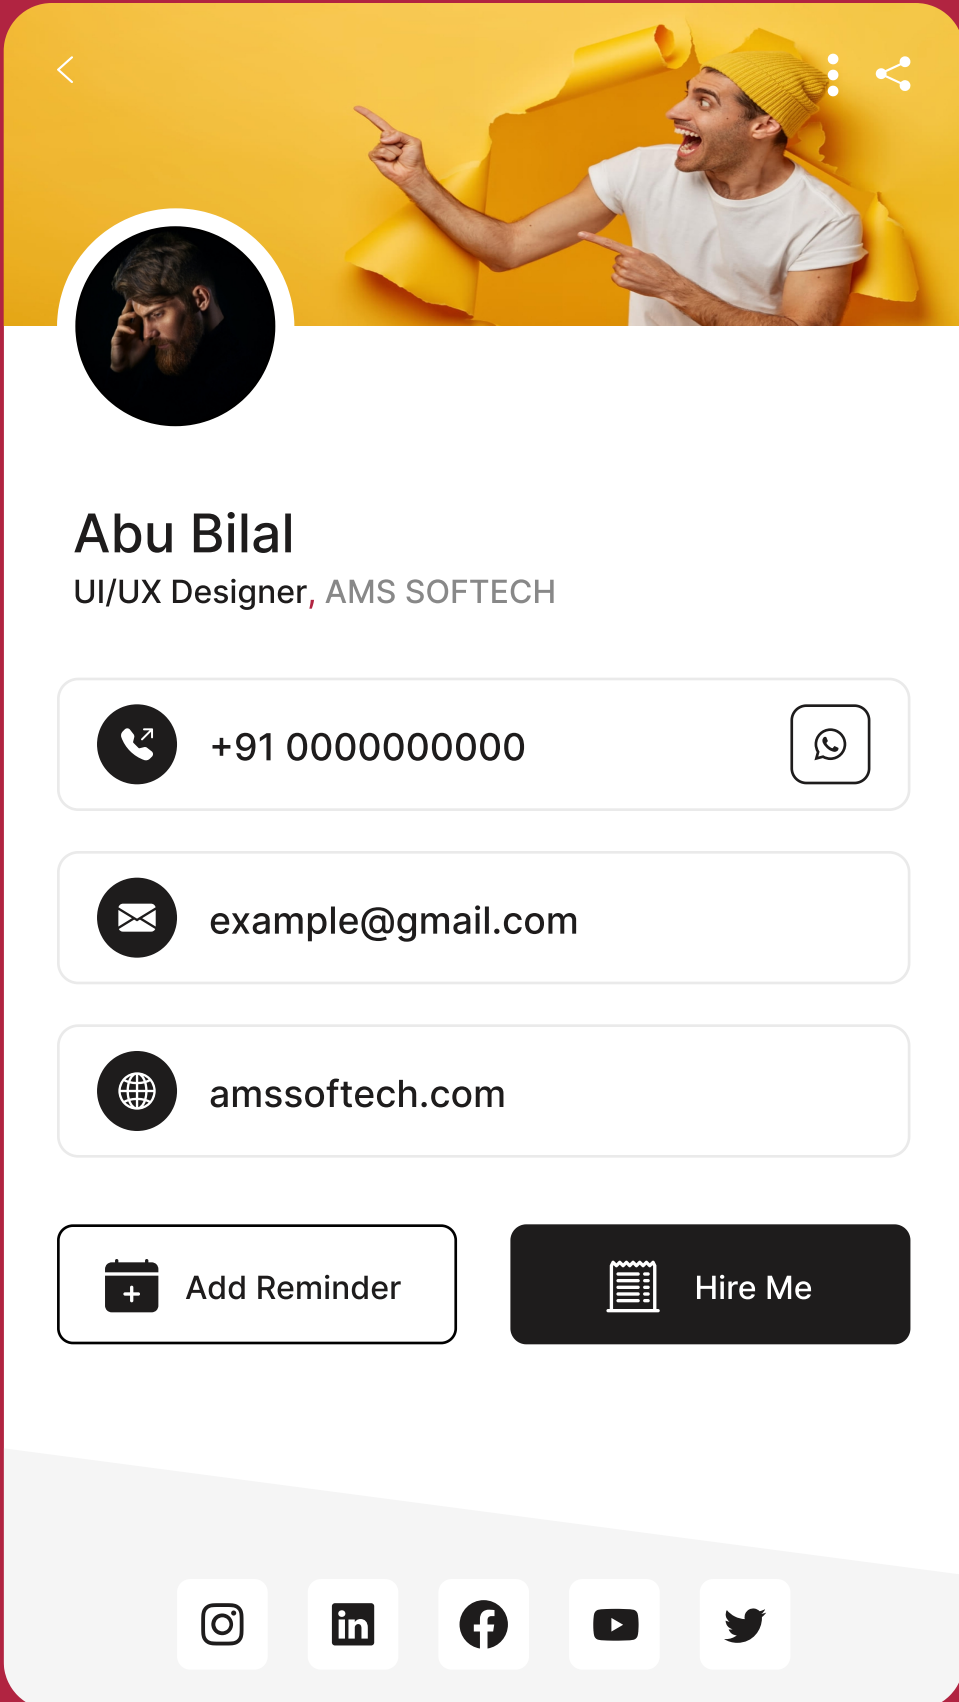 Abu Bilal
UI/UX Designer, AMS SOFTECH
+91 0000000000
example@gmail.com
amssoftech.com
Add Reminder
Hire Me